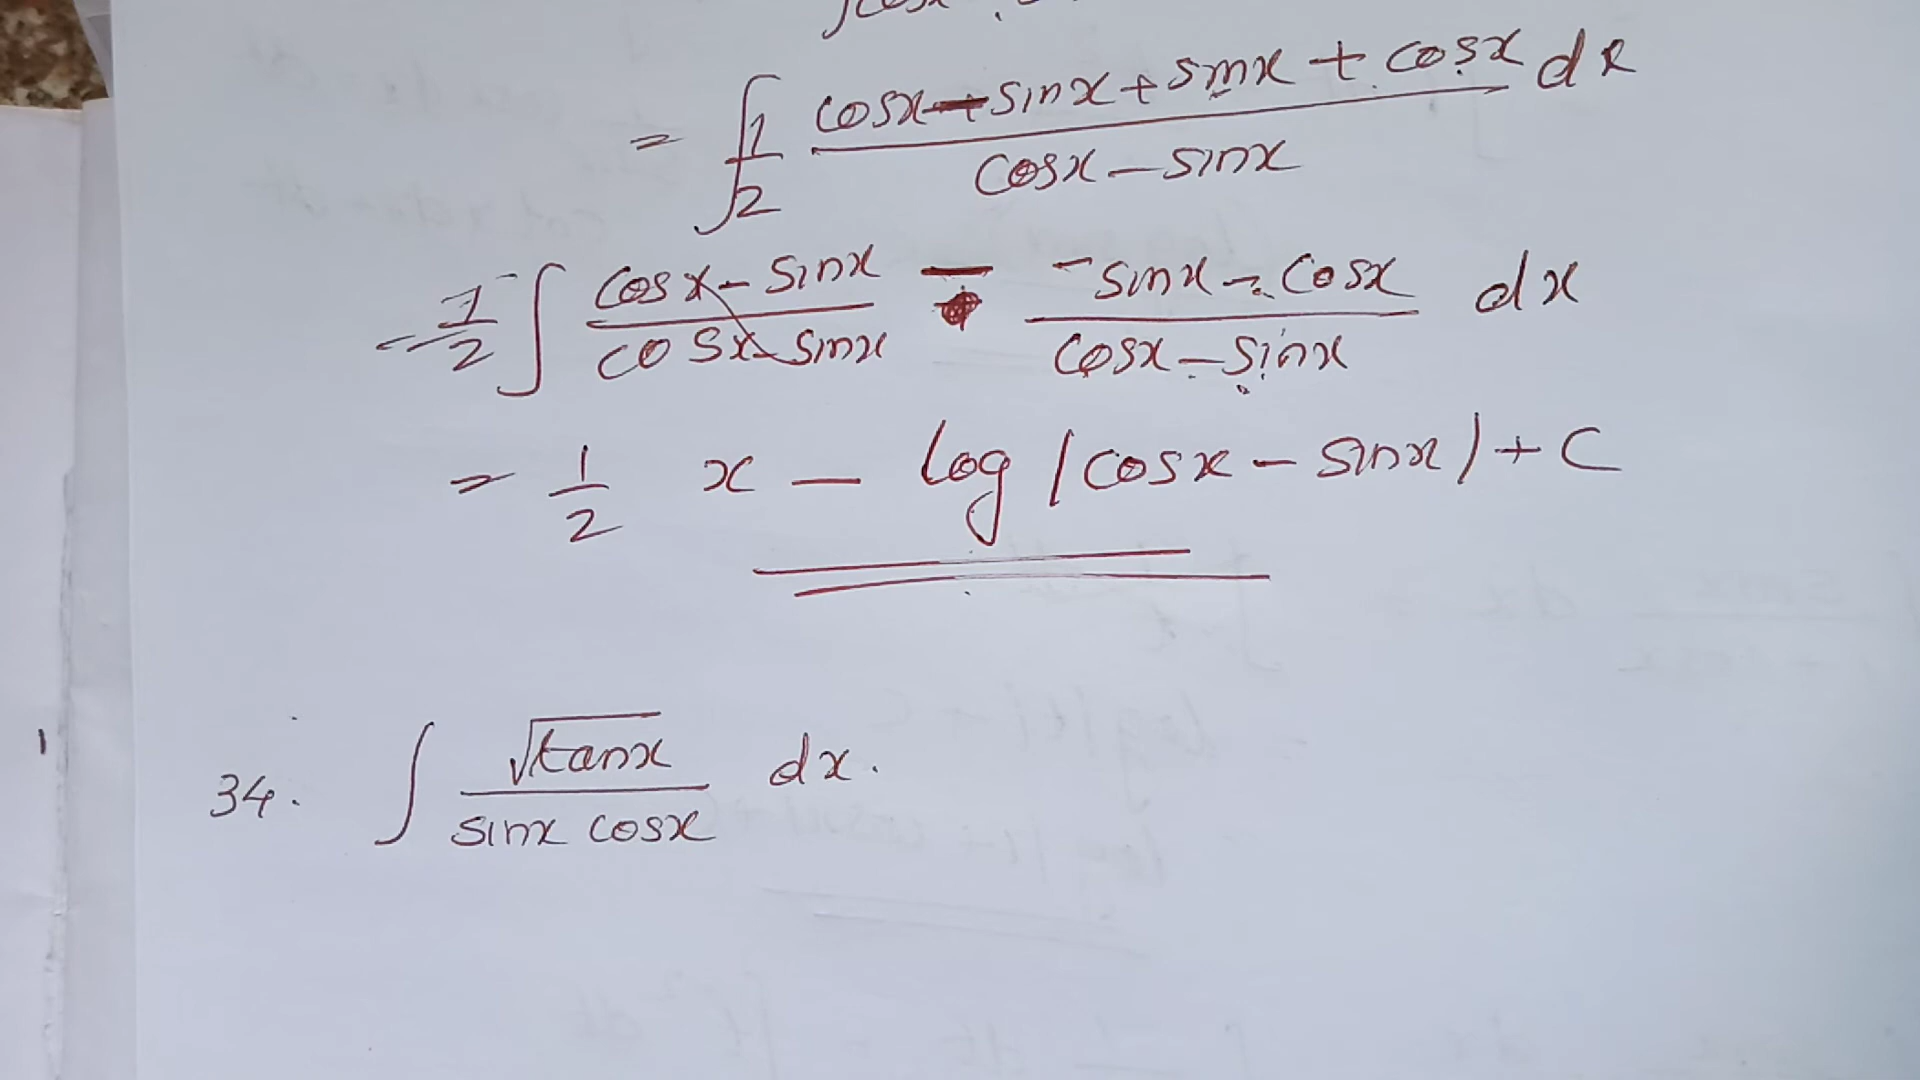 = ∫ 1/2 (cosx - sinx + sinx + cosx)/(cosx - sinx) dx
= 1/2 ∫ (cosx - sinx)/(cosx - sinx) - (-sinx - cosx)/(cosx - sinx) dx
= 1/2 x - log |cosx - sinx| + C
34. ∫ √tanx/(sinx cosx) dx.